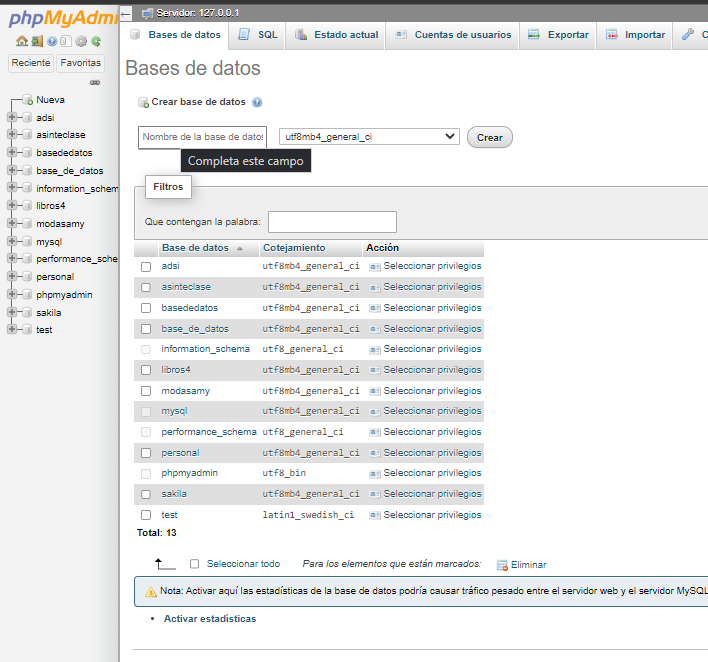 phpMyAdmi
Reciente Favoritas
Nueva
adsi
asinteclase
basededatos
base_de_datos
information_schem
libros4
modasamy
mysql
performance_sche
personal
phpmyadmin
sakila
test
Servidor: 127.0.0.1
Bases de datos SQL Estado actual Cuentas de usuarios Exportar Importar C
Bases de datos
Crear base de datos
Nombre de la base de datos utf8mb4_general_ci Crear
Completa este campo
Filtros
Que contengan la palabra:
Base de datos Cotejamiento Acción
adsi utf8mb4_general_ci Seleccionar privilegios
asinteclase utf8mb4_general_ci Seleccionar privilegios
basededatos utf8mb4_general_ci Seleccionar privilegios
base_de_datos utf8mb4_general_ci Seleccionar privilegios
information_schema utf8_general_ci Seleccionar privilegios
libros4 utf8mb4_general_ci Seleccionar privilegios
modasamy utf8mb4_general_ci Seleccionar privilegios
mysql utf8mb4_general_ci Seleccionar privilegios
performance_schema utf8_general_ci Seleccionar privilegios
personal utf8mb4_general_ci Seleccionar privilegios
phpmyadmin utf8_bin Seleccionar privilegios
sakila utf8mb4_general_ci Seleccionar privilegios
test latin1_swedish_ci Seleccionar privilegios
Total: 13
Seleccionar todo Para los elementos que están marcados: Eliminar
Nota: Activar aquí las estadísticas de la base de datos podría causar tráfico pesado entre el servidor web y el servidor MySQL
• Activar estadísticas